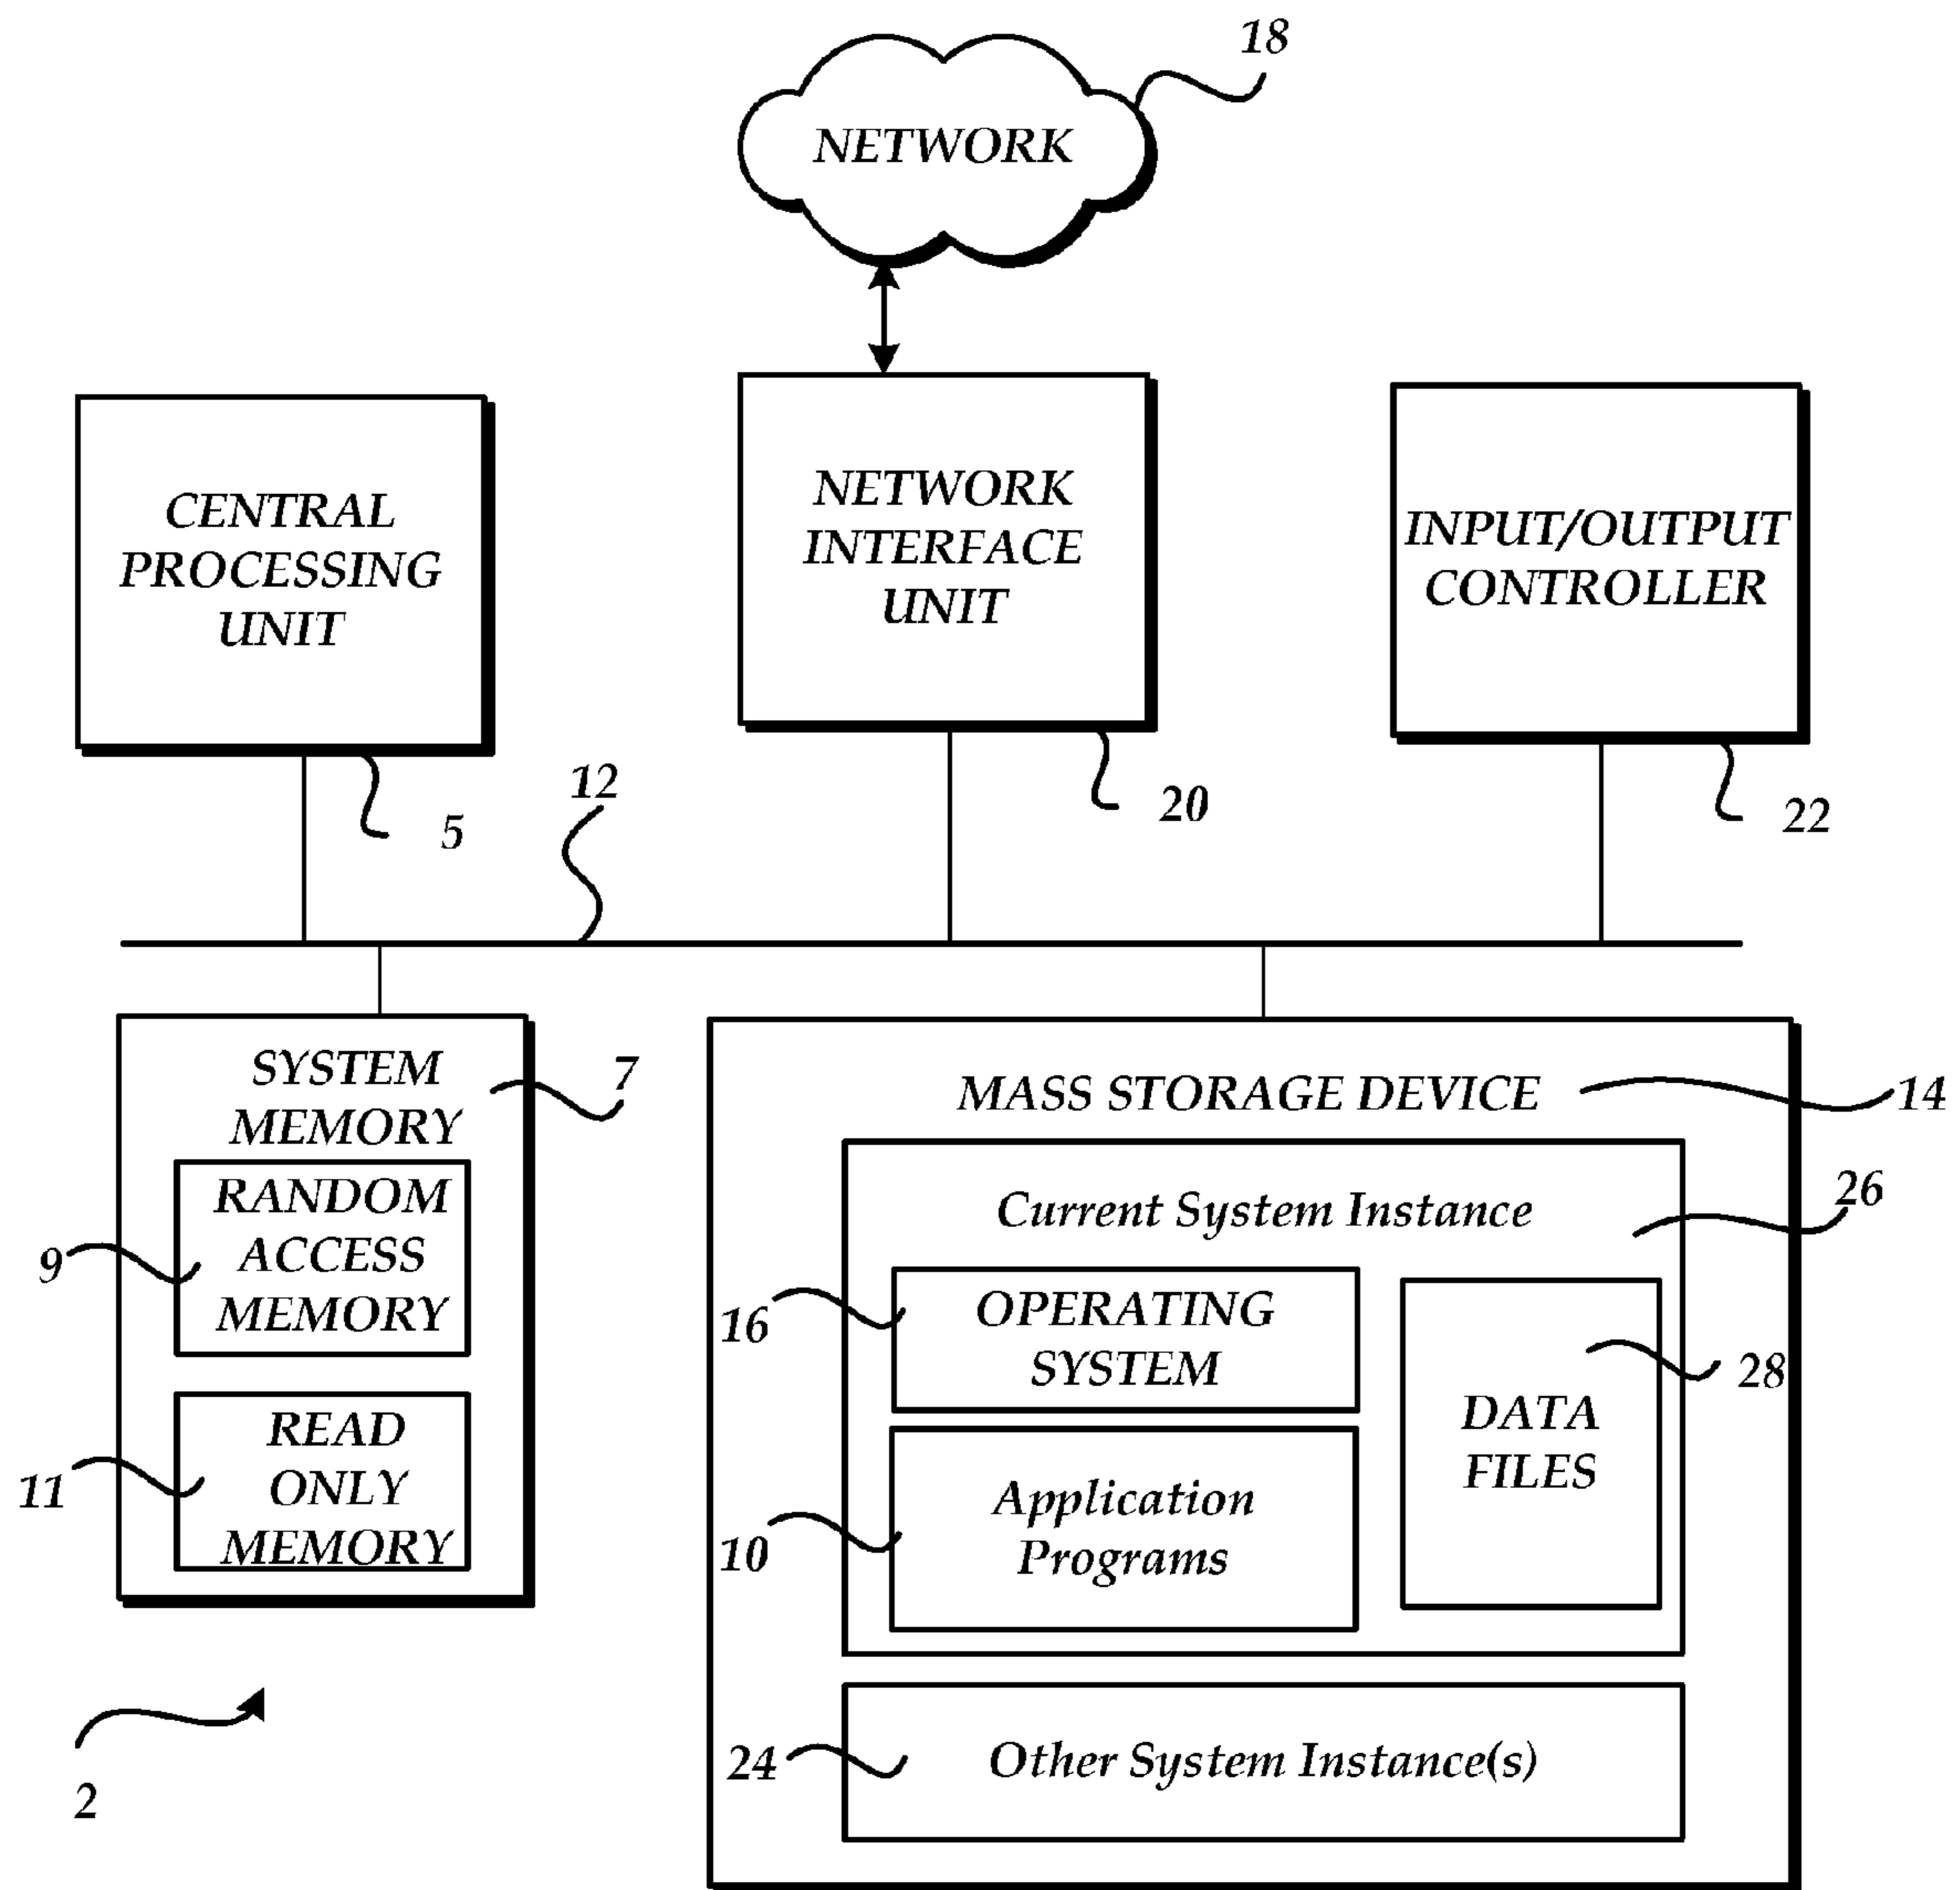 18
NETWORK
CENTRAL
PROCESSING
UNIT
NETWORK
INTERFACE
UNIT
INPUT/OUTPUT
CONTROLLER
5
12
20
22
SYSTEM
MEMORY
7
RANDOM
ACCESS
MEMORY
9
READ
ONLY
MEMORY
11
2
MASS STORAGE DEVICE
14
Current System Instance
26
16
OPERATING
SYSTEM
28
DATA
FILES
10
Application
Programs
24
Other System Instance(s)